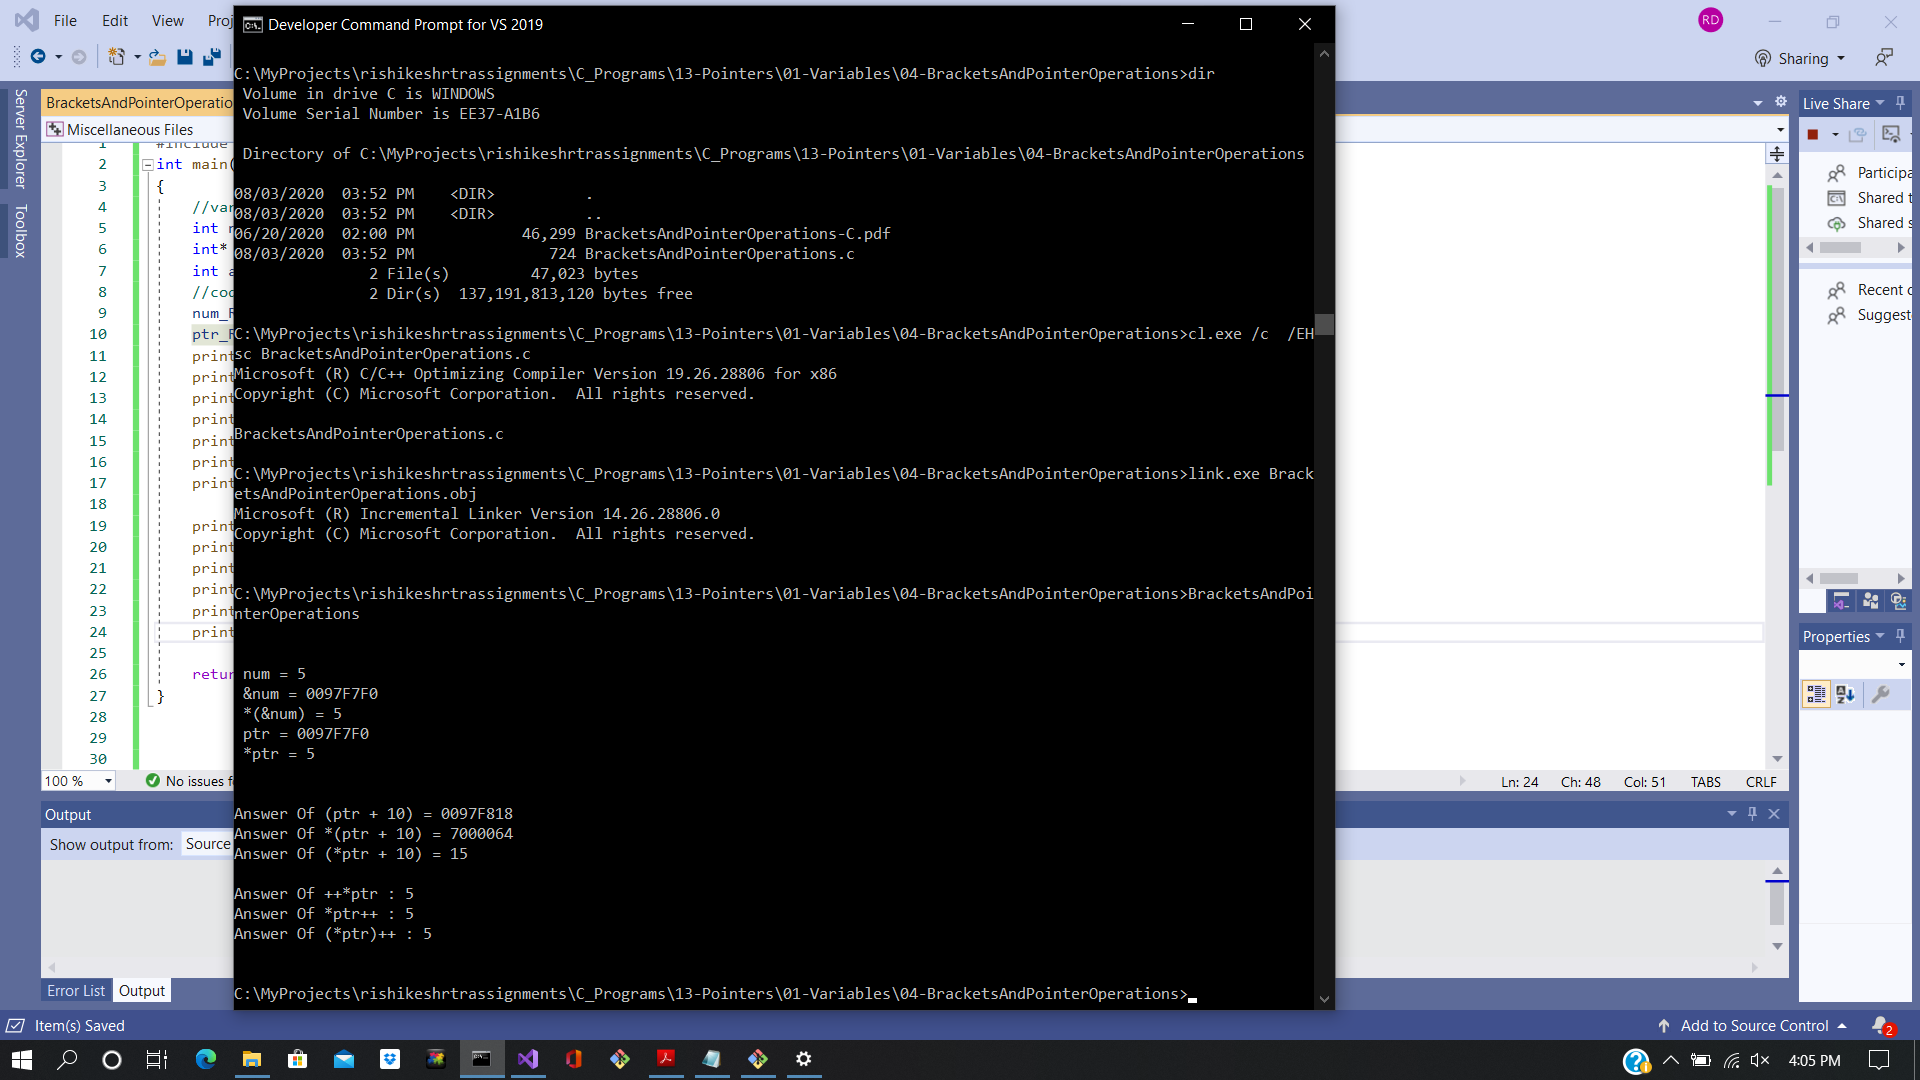 File Edit View Proj
Developer Command Prompt for VS 2019
RD
Sharing
Server Explorer
Toolbox
BracketsAndPointerOperatio
Miscellaneous Files
1 #include
2 int main(
3 {
4 //var
5 int n
6 int*
7 int a
8 //cod
9 num_R
10 ptr_R
11 print
12 print
13 print
14 print
15 print
16 print
17 print
18
19 print
20 print
21 print
22 print
23 print
24 print
25
26 retur
27 }
28
29
30
100 %
No issues f
C:\MyProjects\rishikeshrtrassignments\C_Programs\13-Pointers\01-Variables\04-BracketsAndPointerOperations>dir
Volume in drive C is WINDOWS
Volume Serial Number is EE37-A1B6
Directory of C:\MyProjects\rishikeshrtrassignments\C_Programs\13-Pointers\01-Variables\04-BracketsAndPointerOperations
08/03/2020 03:52 PM <DIR> .
08/03/2020 03:52 PM <DIR> ..
06/20/2020 02:00 PM 46,299 BracketsAndPointerOperations-C.pdf
08/03/2020 03:52 PM 724 BracketsAndPointerOperations.c
2 File(s) 47,023 bytes
2 Dir(s) 137,191,813,120 bytes free
C:\MyProjects\rishikeshrtrassignments\C_Programs\13-Pointers\01-Variables\04-BracketsAndPointerOperations>cl.exe /c /EH
sc BracketsAndPointerOperations.c
Microsoft (R) C/C++ Optimizing Compiler Version 19.26.28806 for x86
Copyright (C) Microsoft Corporation. All rights reserved.
BracketsAndPointerOperations.c
C:\MyProjects\rishikeshrtrassignments\C_Programs\13-Pointers\01-Variables\04-BracketsAndPointerOperations>link.exe Brack
etsAndPointerOperations.obj
Microsoft (R) Incremental Linker Version 14.26.28806.0
Copyright (C) Microsoft Corporation. All rights reserved.
C:\MyProjects\rishikeshrtrassignments\C_Programs\13-Pointers\01-Variables\04-BracketsAndPointerOperations>BracketsAndPoi
nterOperations
num = 5
&num = 0097F7F0
*(&num) = 5
ptr = 0097F7F0
*ptr = 5
Answer Of (ptr + 10) = 0097F818
Answer Of *(ptr + 10) = 7000064
Answer Of (*ptr + 10) = 15
Answer Of ++*ptr : 5
Answer Of *ptr++ : 5
Answer Of (*ptr)++ : 5
C:\MyProjects\rishikeshrtrassignments\C_Programs\13-Pointers\01-Variables\04-BracketsAndPointerOperations>
Live Share
Participa
Shared t
Shared s
Recent c
Suggest
Properties
Ln: 24 Ch: 48 Col: 51 TABS CRLF
Output
Show output from: Source
Error List Output
Item(s) Saved
Add to Source Control
2
4:05 PM